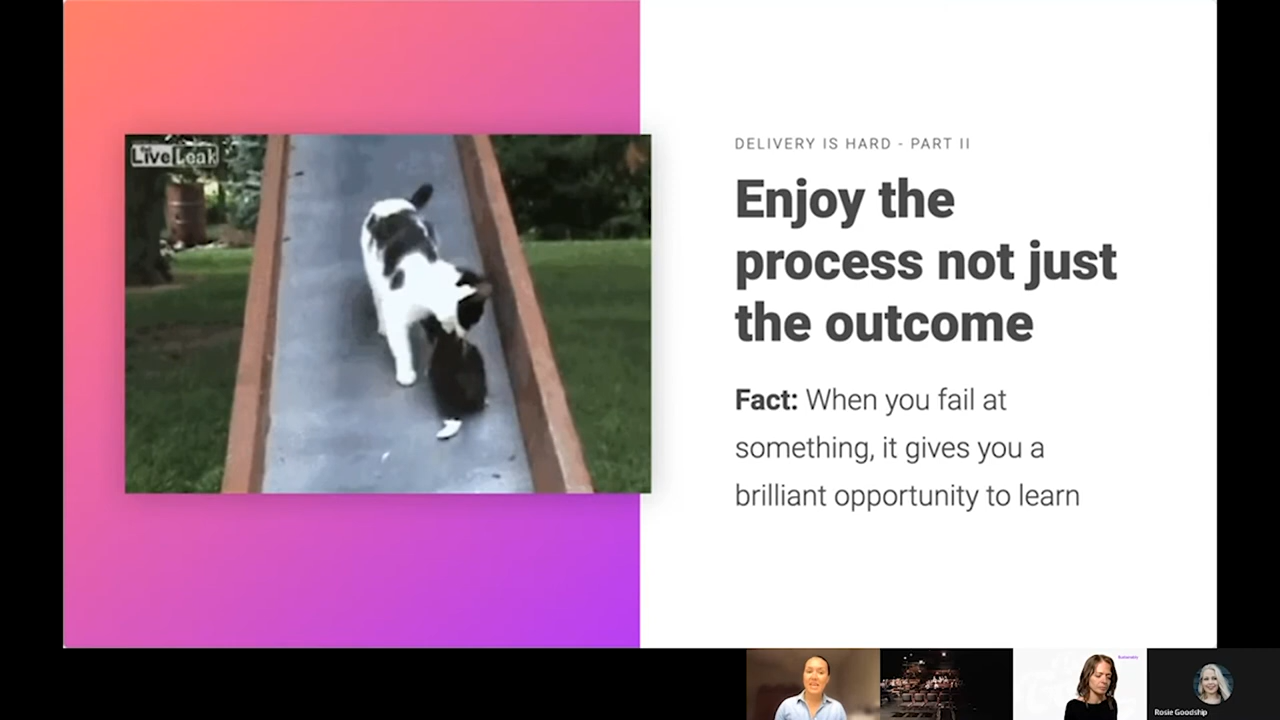 LiveLeak
DELIVERY IS HARD - PART II
Enjoy the
process not just
the outcome
Fact: When you fail at
something, it gives you a
brilliant opportunity to learn
Rosie Goodship